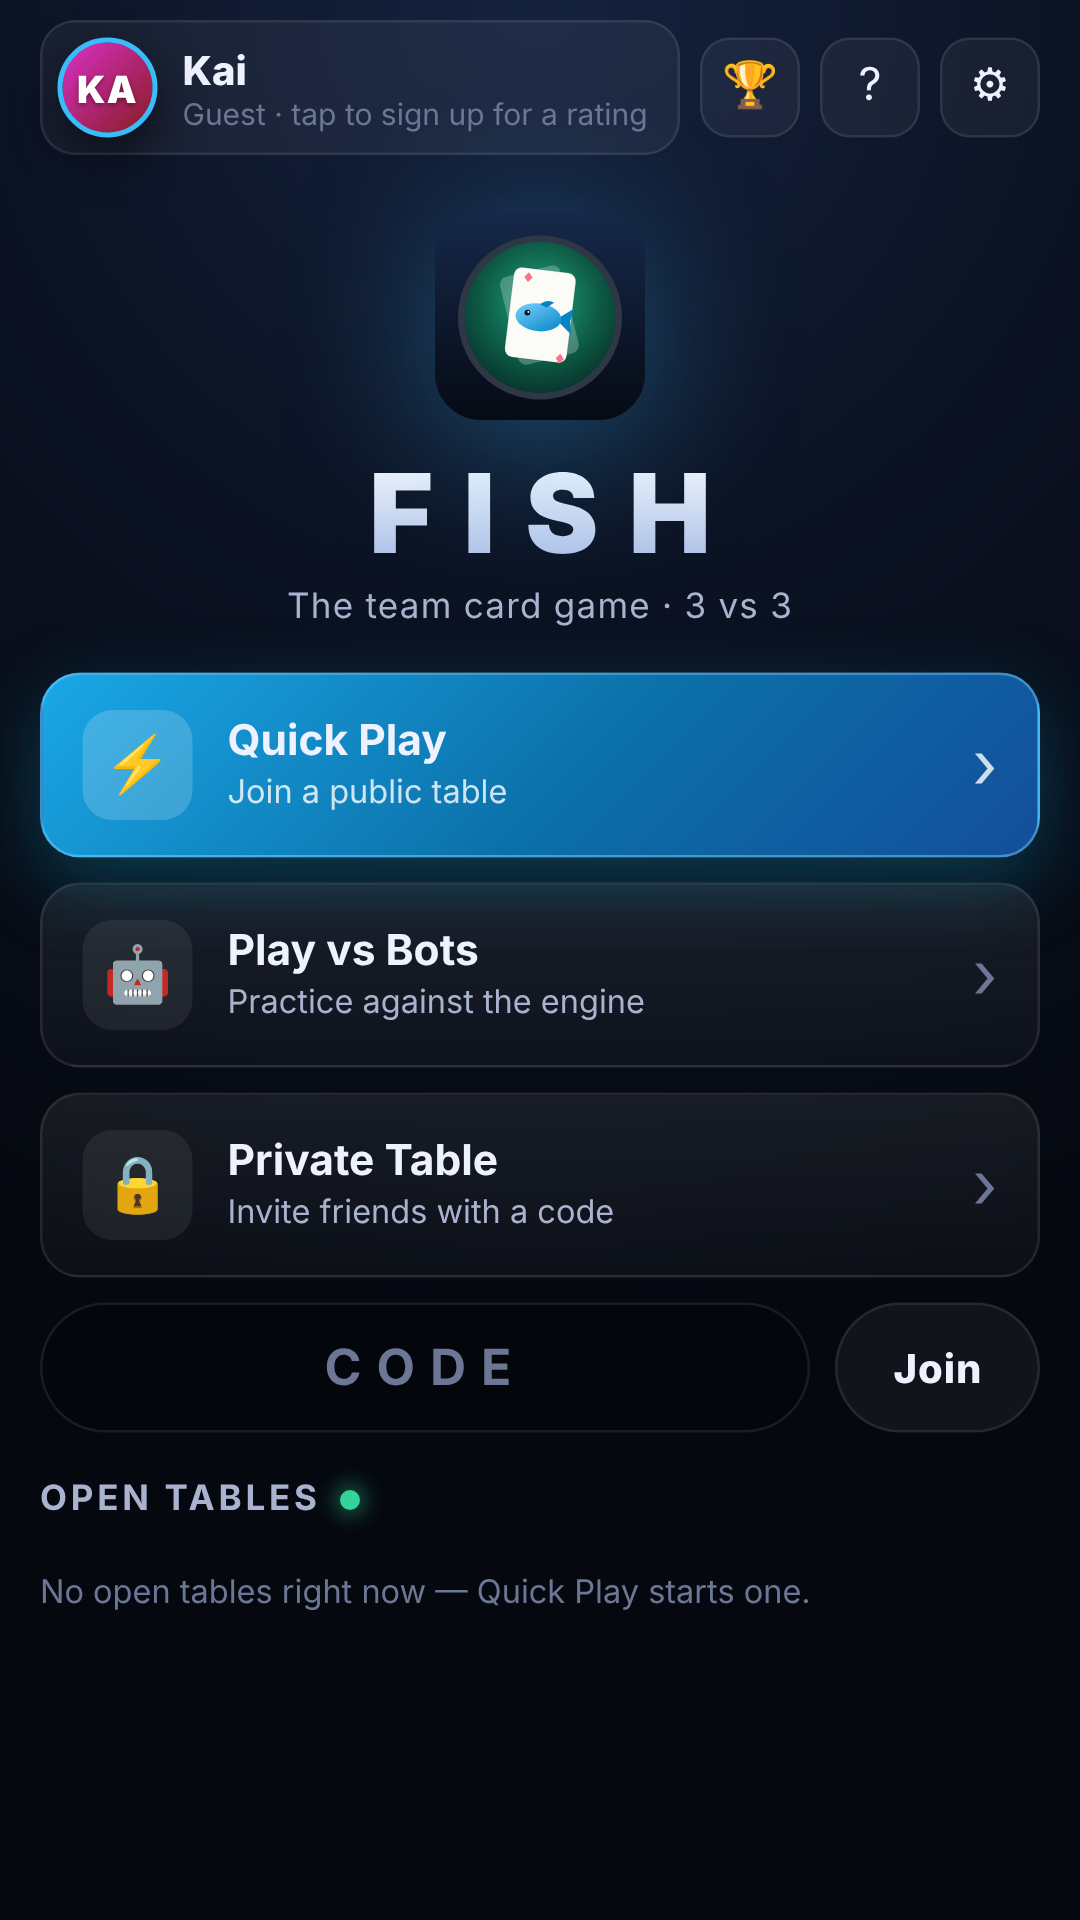 KA
Kai
Guest · tap to sign up for a rating
?
FISH
The team card game · 3 vs 3
Quick Play
Join a public table
Play vs Bots
Practice against the engine
Private Table
Invite friends with a code
CODE
Join
OPEN TABLES
No open tables right now — Quick Play starts one.